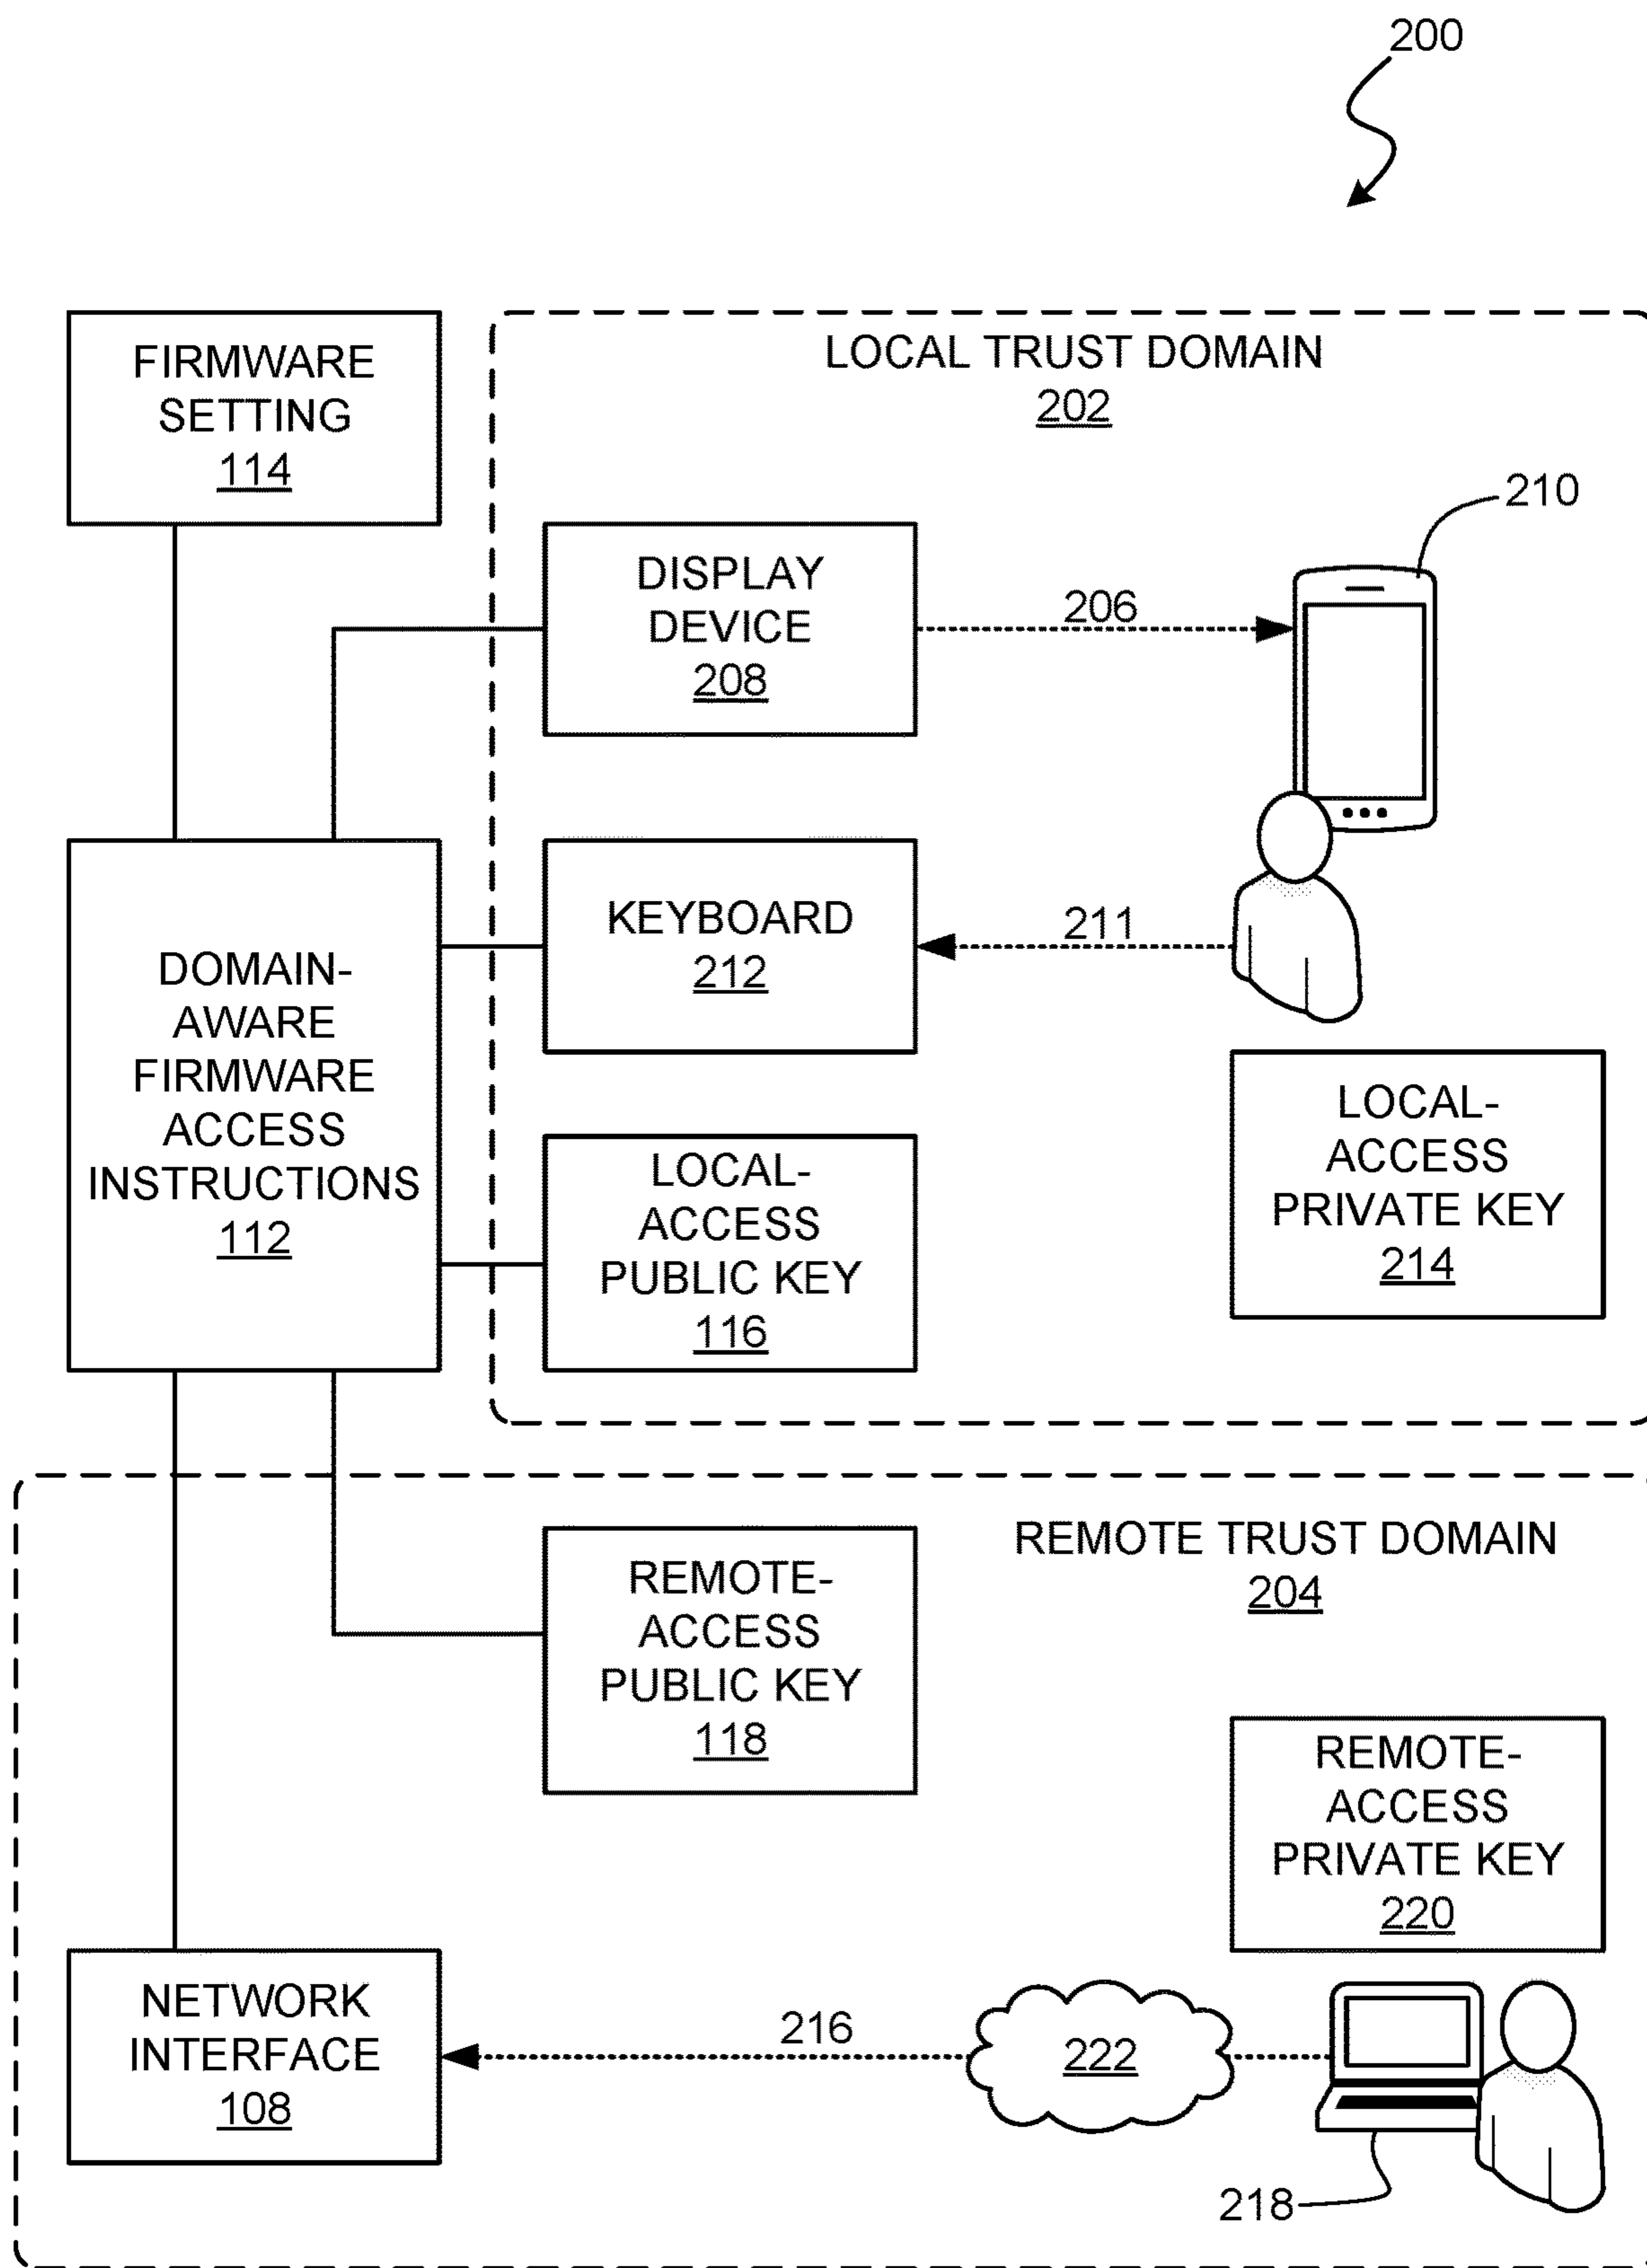 200
FIRMWARE
SETTING
114
LOCAL TRUST DOMAIN
202
210
DISPLAY
DEVICE
208
206
KEYBOARD
212
211
DOMAIN-
AWARE
FIRMWARE
ACCESS
INSTRUCTIONS
112
LOCAL-
ACCESS
PUBLIC KEY
116
LOCAL-
ACCESS
PRIVATE KEY
214
REMOTE TRUST DOMAIN
204
REMOTE-
ACCESS
PUBLIC KEY
118
REMOTE-
ACCESS
PRIVATE KEY
220
NETWORK
INTERFACE
108
216
222
218